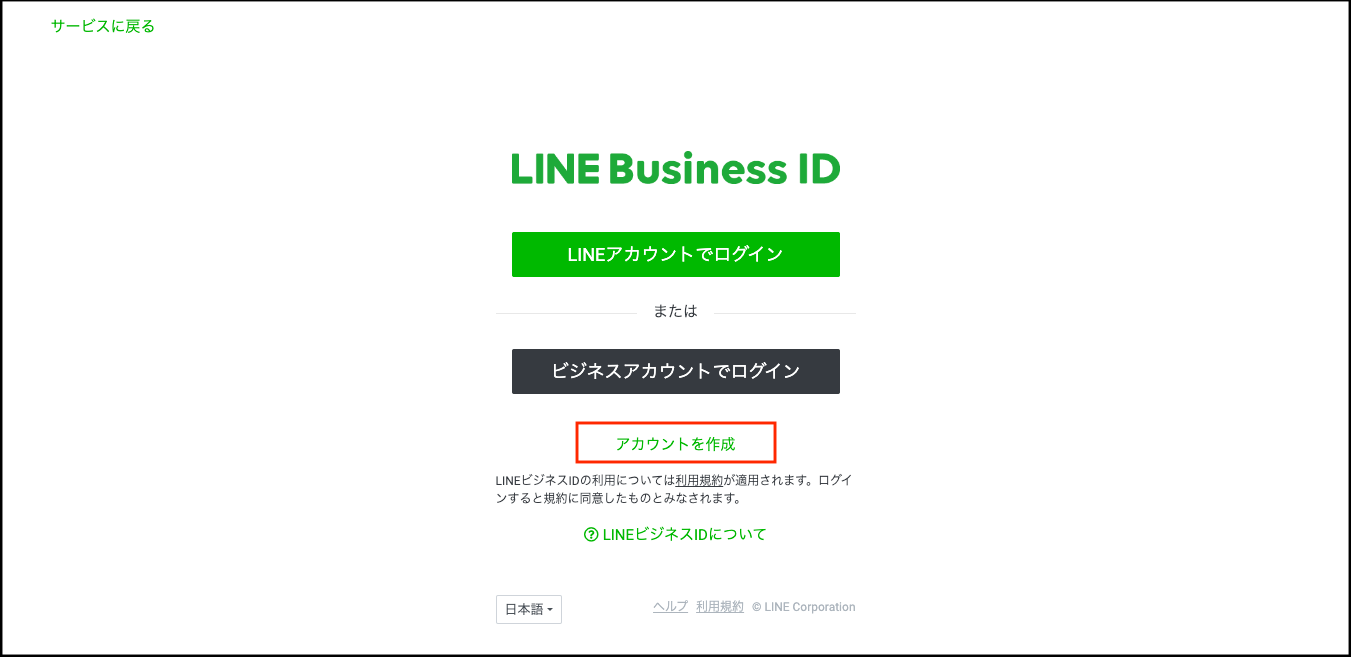 サービスに戻る
LINE Business ID
LINEアカウントでログイン
または
ビジネスアカウントでログイン
アカウントを作成
LINEビジネスIDの利用については利用規約が適用されます。ログイ
ンすると規約に同意したものとみなされます。
? LINEビジネスIDについて
日本語
ヘルプ 利用規約 © LINE Corporation